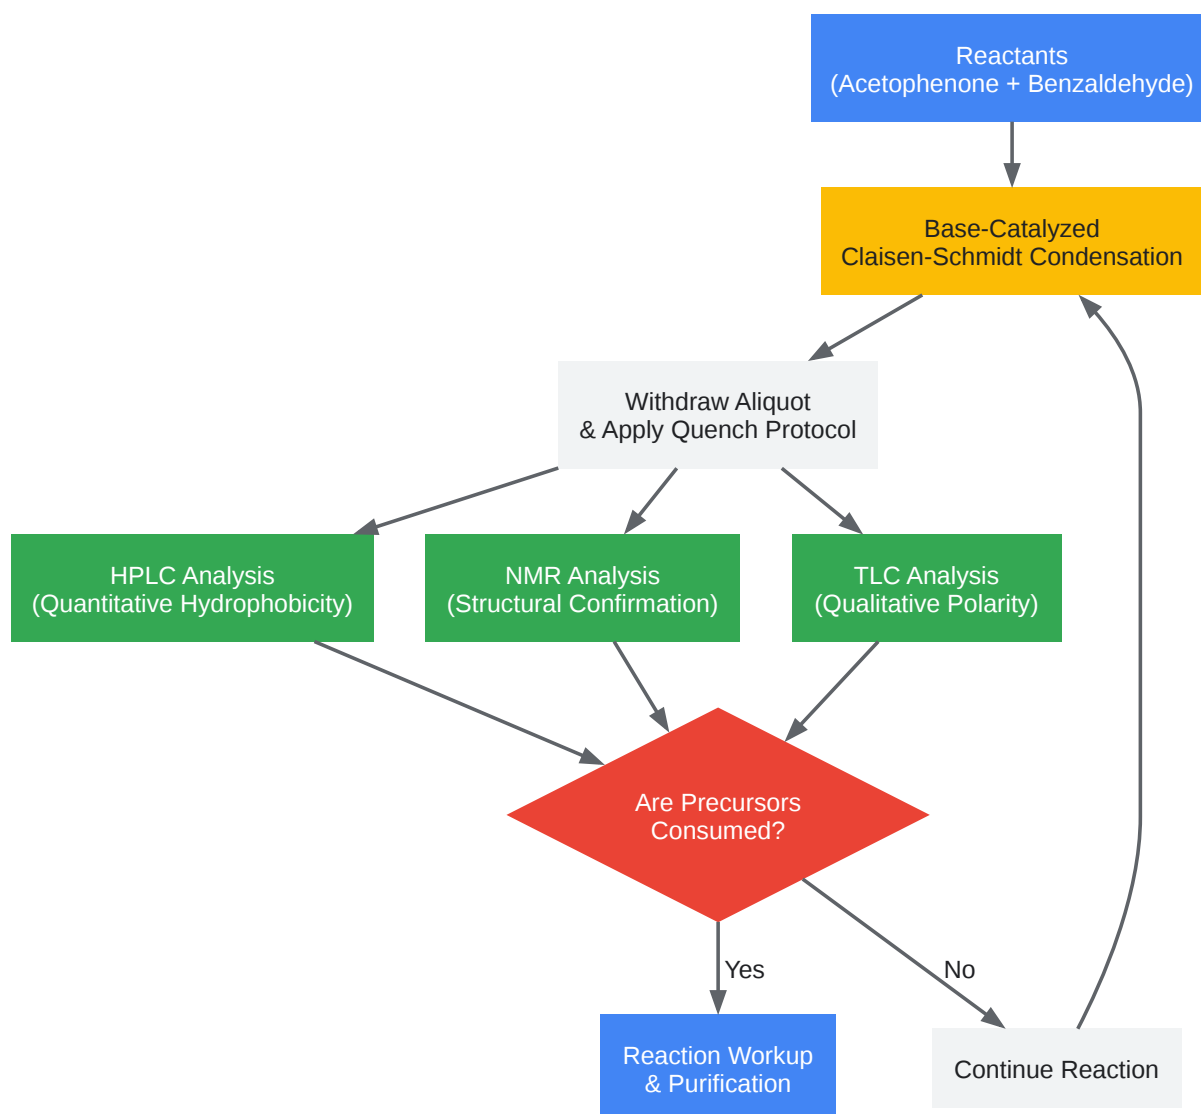 Reactants
(Acetophenone + Benzaldehyde)
Base-Catalyzed
Claisen-Schmidt Condensation
Withdraw Aliquot
& Apply Quench Protocol
HPLC Analysis
(Quantitative Hydrophobicity)
NMR Analysis
(Structural Confirmation)
TLC Analysis
(Qualitative Polarity)
Are Precursors
Consumed?
Yes
No
Reaction Workup
& Purification
Continue Reaction